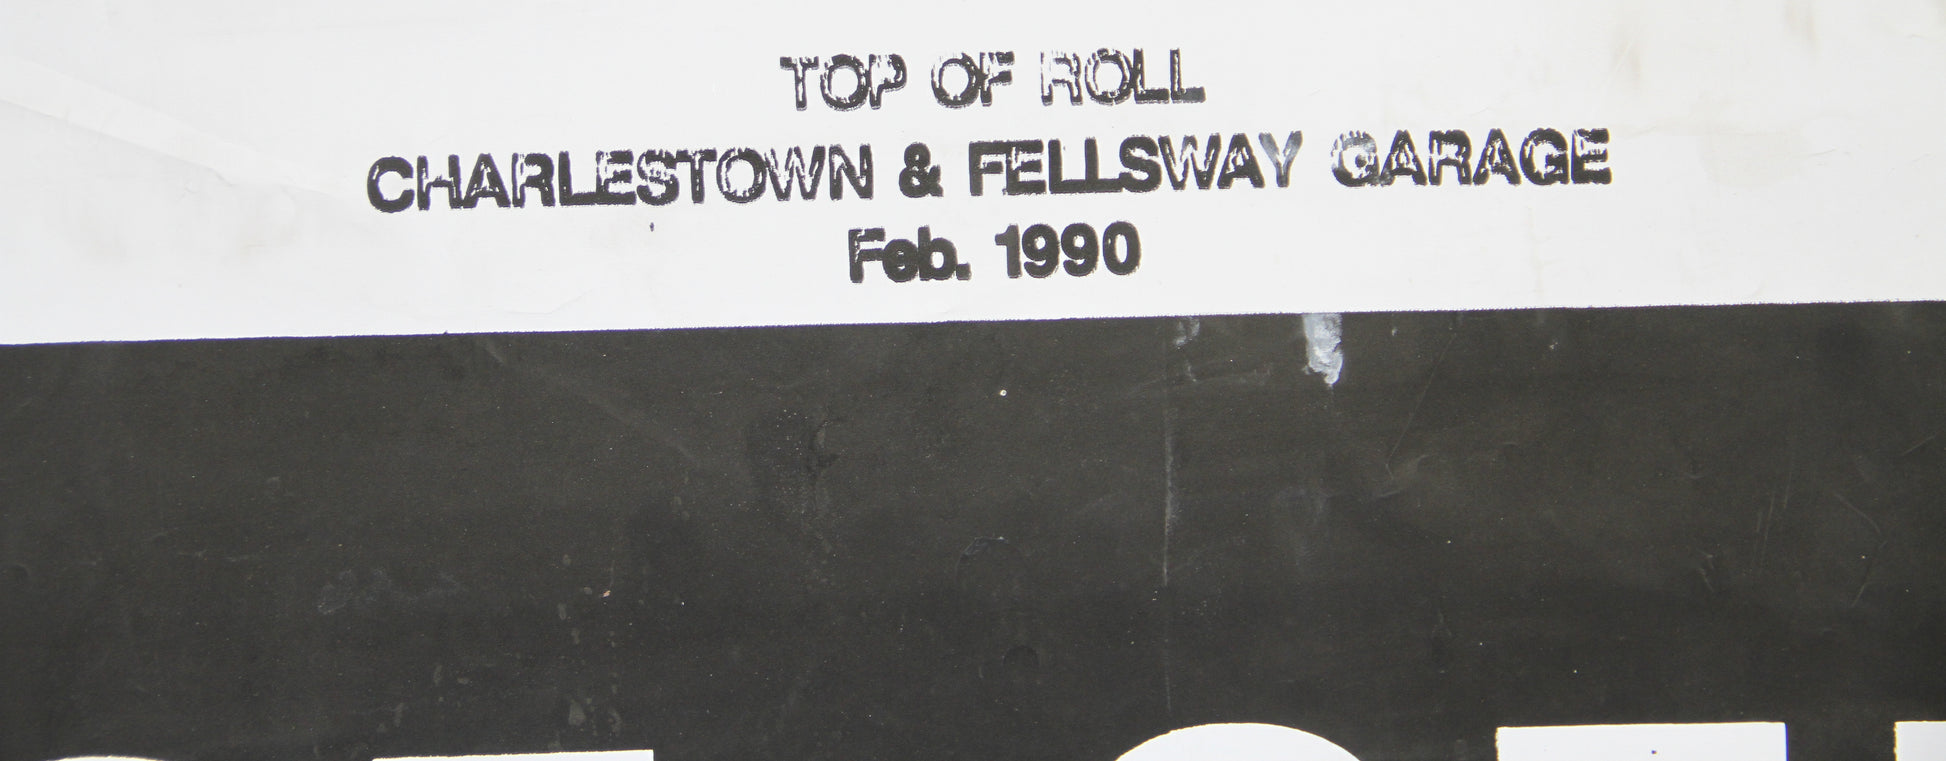 TOP OF ROLL
CHARLESTOWN & FELLSWAY GARAGE
Feb. 1990